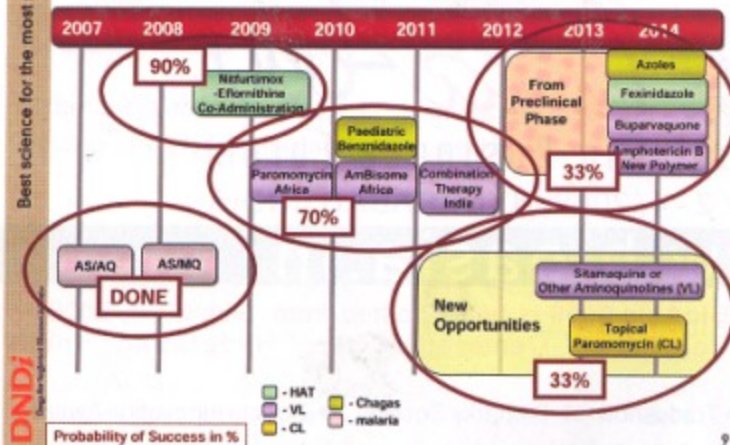 Best science for the most
2007 2008 2009 2010 2011 2012 2013 2014
90%
Nitfurtimox
-Eflornithine
Co-Administration
From
Preclinical
Phase
Azoles
Fexinidazole
Buparvaquone
Amphotericin B
New Polymer
33%
Paediatric
Benznidazole
Paromomycin
Africa
AmBisome
Africa
Combination
Therapy
Indie
70%
AS/AQ
AS/MQ
DONE
New
Opportunities
Sitamaquina or
Other Aminoquinolines (VL)
Topical
Paromomycin (CL)
33%
- HAT
- VL
- CL
- Chagas
- malaria
DNDi
Probability of Success in %
9